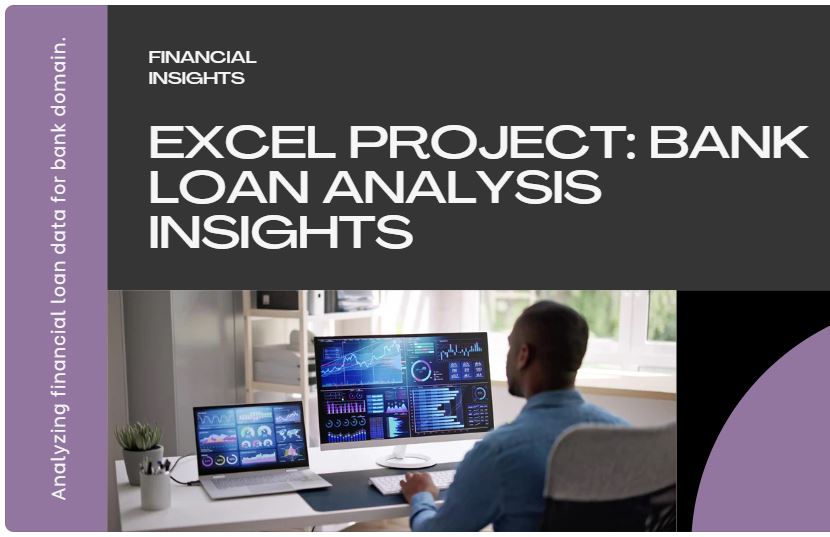 Analyzing financial loan data for bank domain.
FINANCIAL
INSIGHTS
EXCEL PROJECT: BANK
LOAN ANALYSIS
INSIGHTS